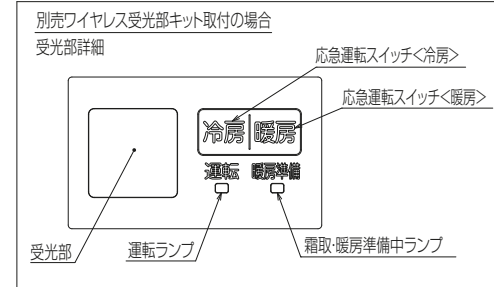 別売ワイヤレス受光部キット取付の場合
受光部詳細
応急運転スイッチ<冷房>
応急運転スイッチ<暖房>
冷房 暖房
運転 暖房準備
受光部
運転ランプ
霜取・暖房準備中ランプ